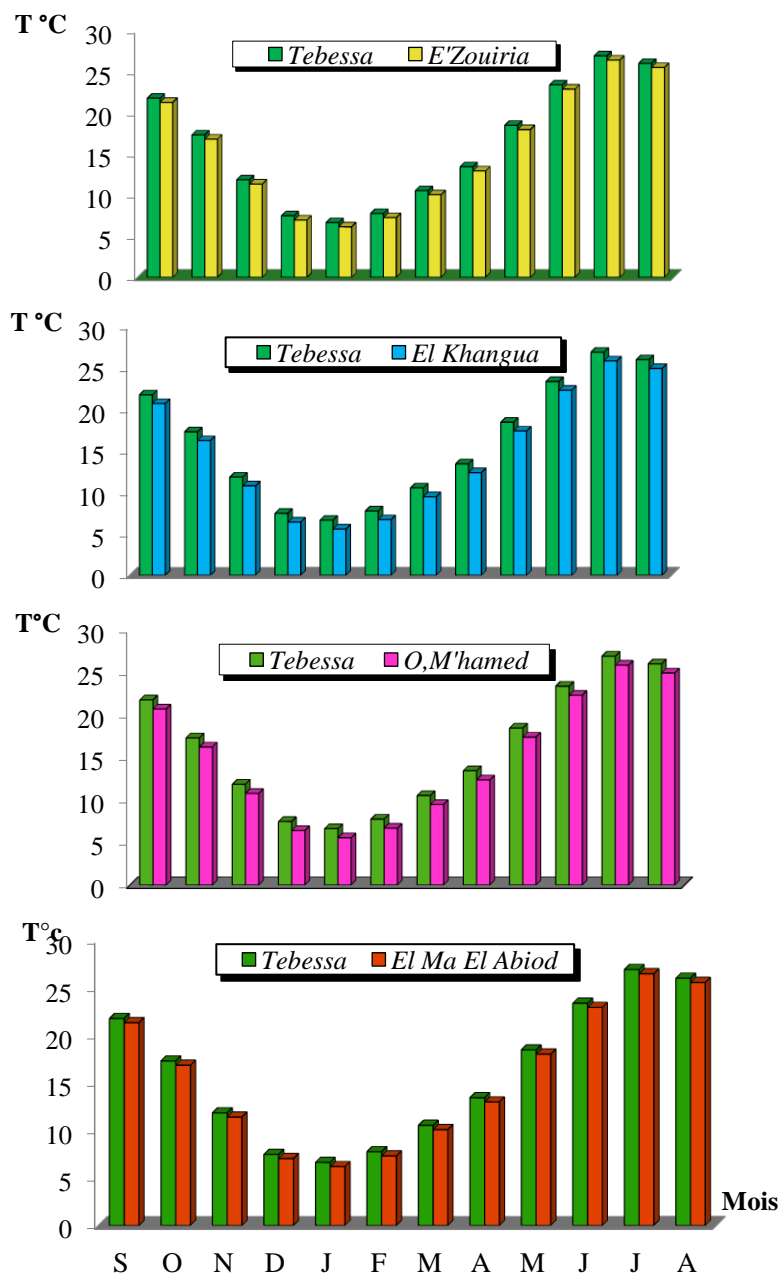 T °C
Tebessa E'Zouiria
30
25
20
15
10
5
0
T °C
Tebessa El Khangua
30
25
20
15
10
5
0
T°C
Tebessa O,M'hamed
30
25
20
15
10
5
0
T°c
Tebessa El Ma El Abiod
30
25
20
15
10
5
0
Mois
S O N D J F M A M J J A